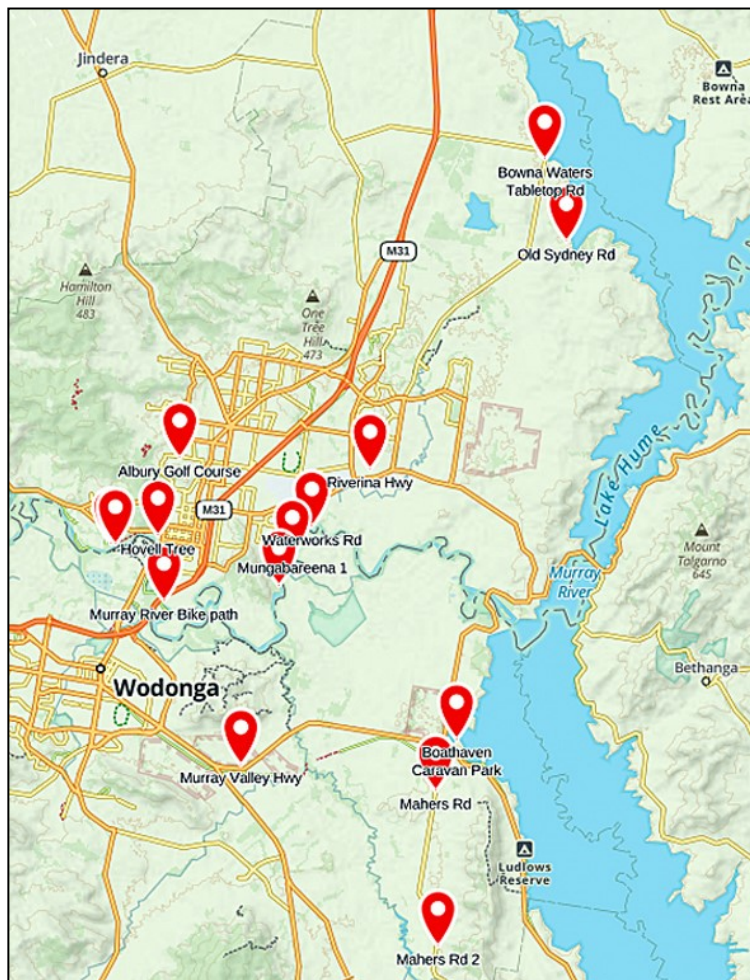 Jindera
Bowna
Rest Area
Bowna Waters
Tabletop Rd
Old Sydney Rd
M31
Hamilton
Hill
483
One
Tree
Hill
473
Lake Hume
Albury Golf Course
Riverina Hwy
M31
Waterworks Rd
Hovell Tree
Mungabareena 1
Mount
Talgarno
645
Murray
River
Murray River Bike path
Bethanga
Wodonga
Boathaven
Caravan Park
Murray Valley Hwy
Mahers Rd
Ludlows
Reserve
Mahers Rd 2